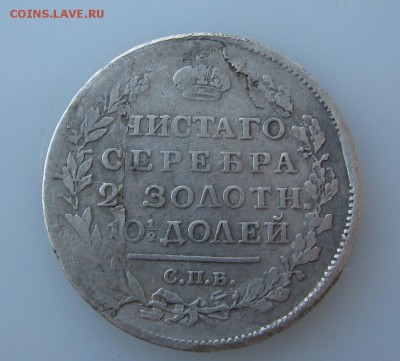 COINS.LAVE.RU
ЧИСТАГО
СЕРЕБРА
2 ЗОЛОТН
10½ ДОЛЕЙ
С.П.Б.